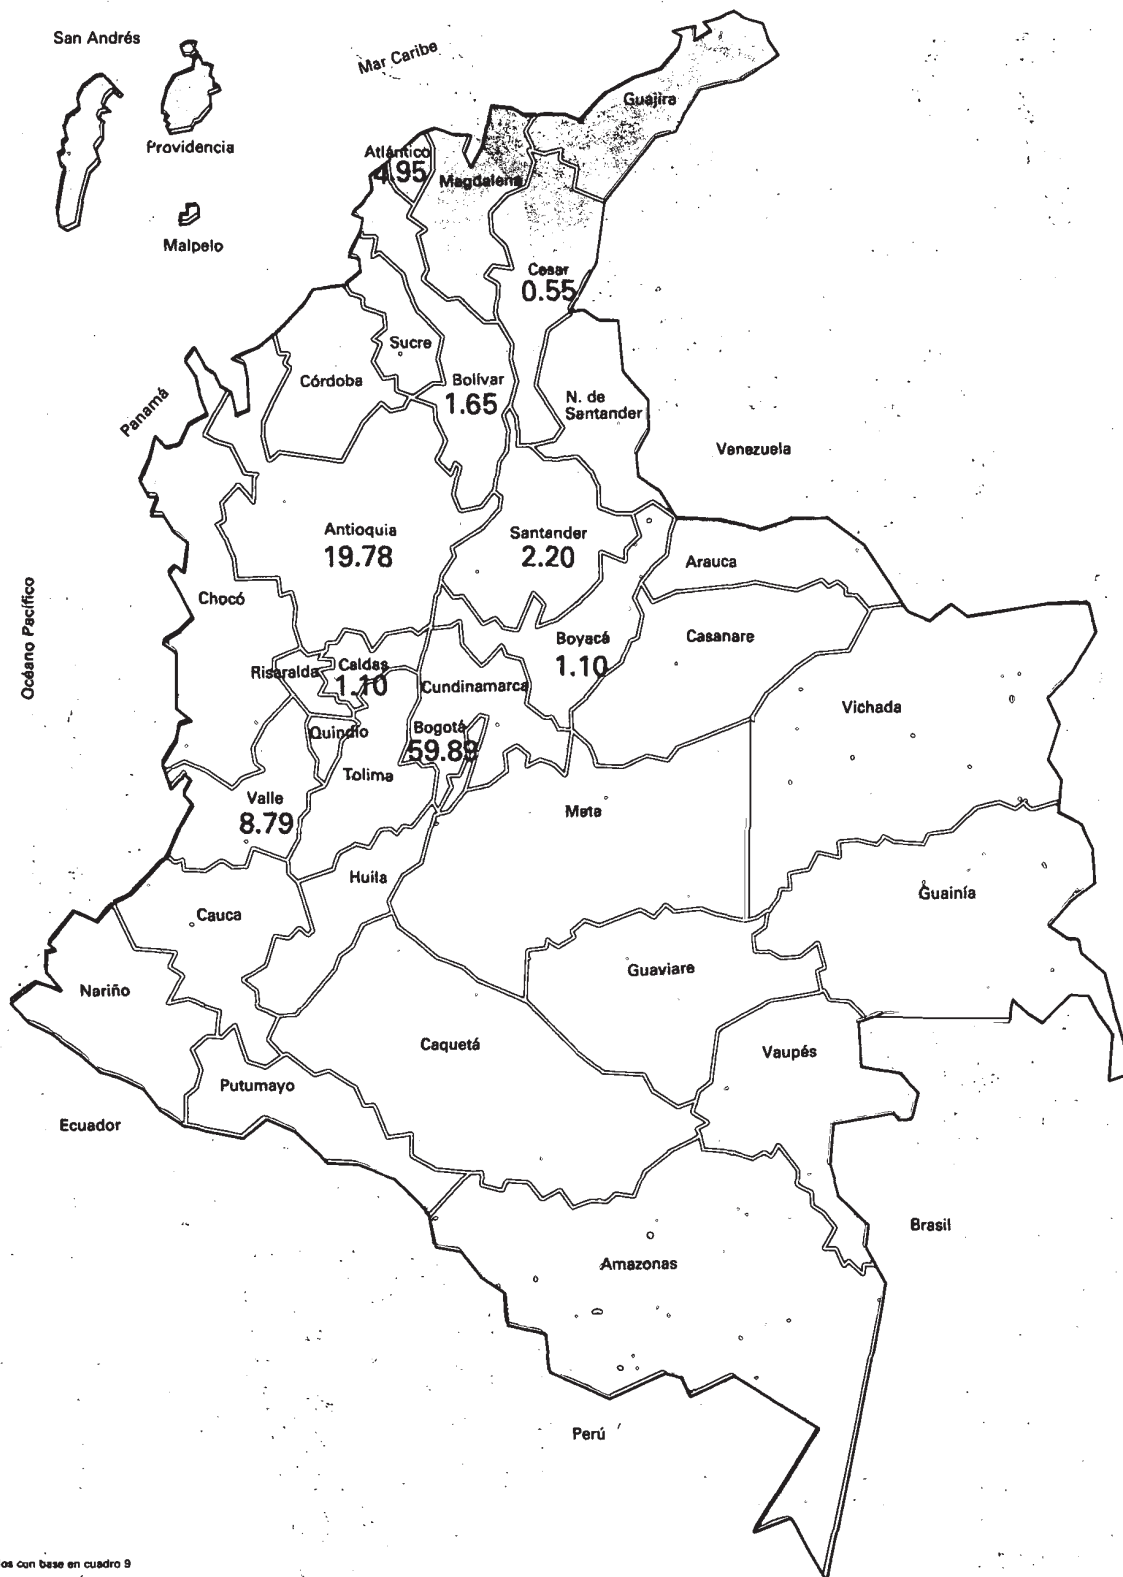 San Andrés
Mar Caribe
Guajira
Providencia
Atlántico
4.95
Magdalena
Malpelo
Cesar
0.55
Sucre
Córdoba
Bolívar
1.65
N. de
Santander
Panamá
Venezuela
Antioquia
19.78
Santander
2.20
Arauca
Océano Pacífico
Chocó
Boyacá
1.10
Casanare
Risaralda
Caldas
1.10
Cundinamarca
Vichada
Quindío
Bogotá
59.89
Tolima
Valle
8.79
Meta
Huila
Guainía
Cauca
Guaviare
Nariño
Caquetá
Vaupés
Putumayo
Ecuador
Brasil
Amazonas
Perú
os con base en cuadro 9